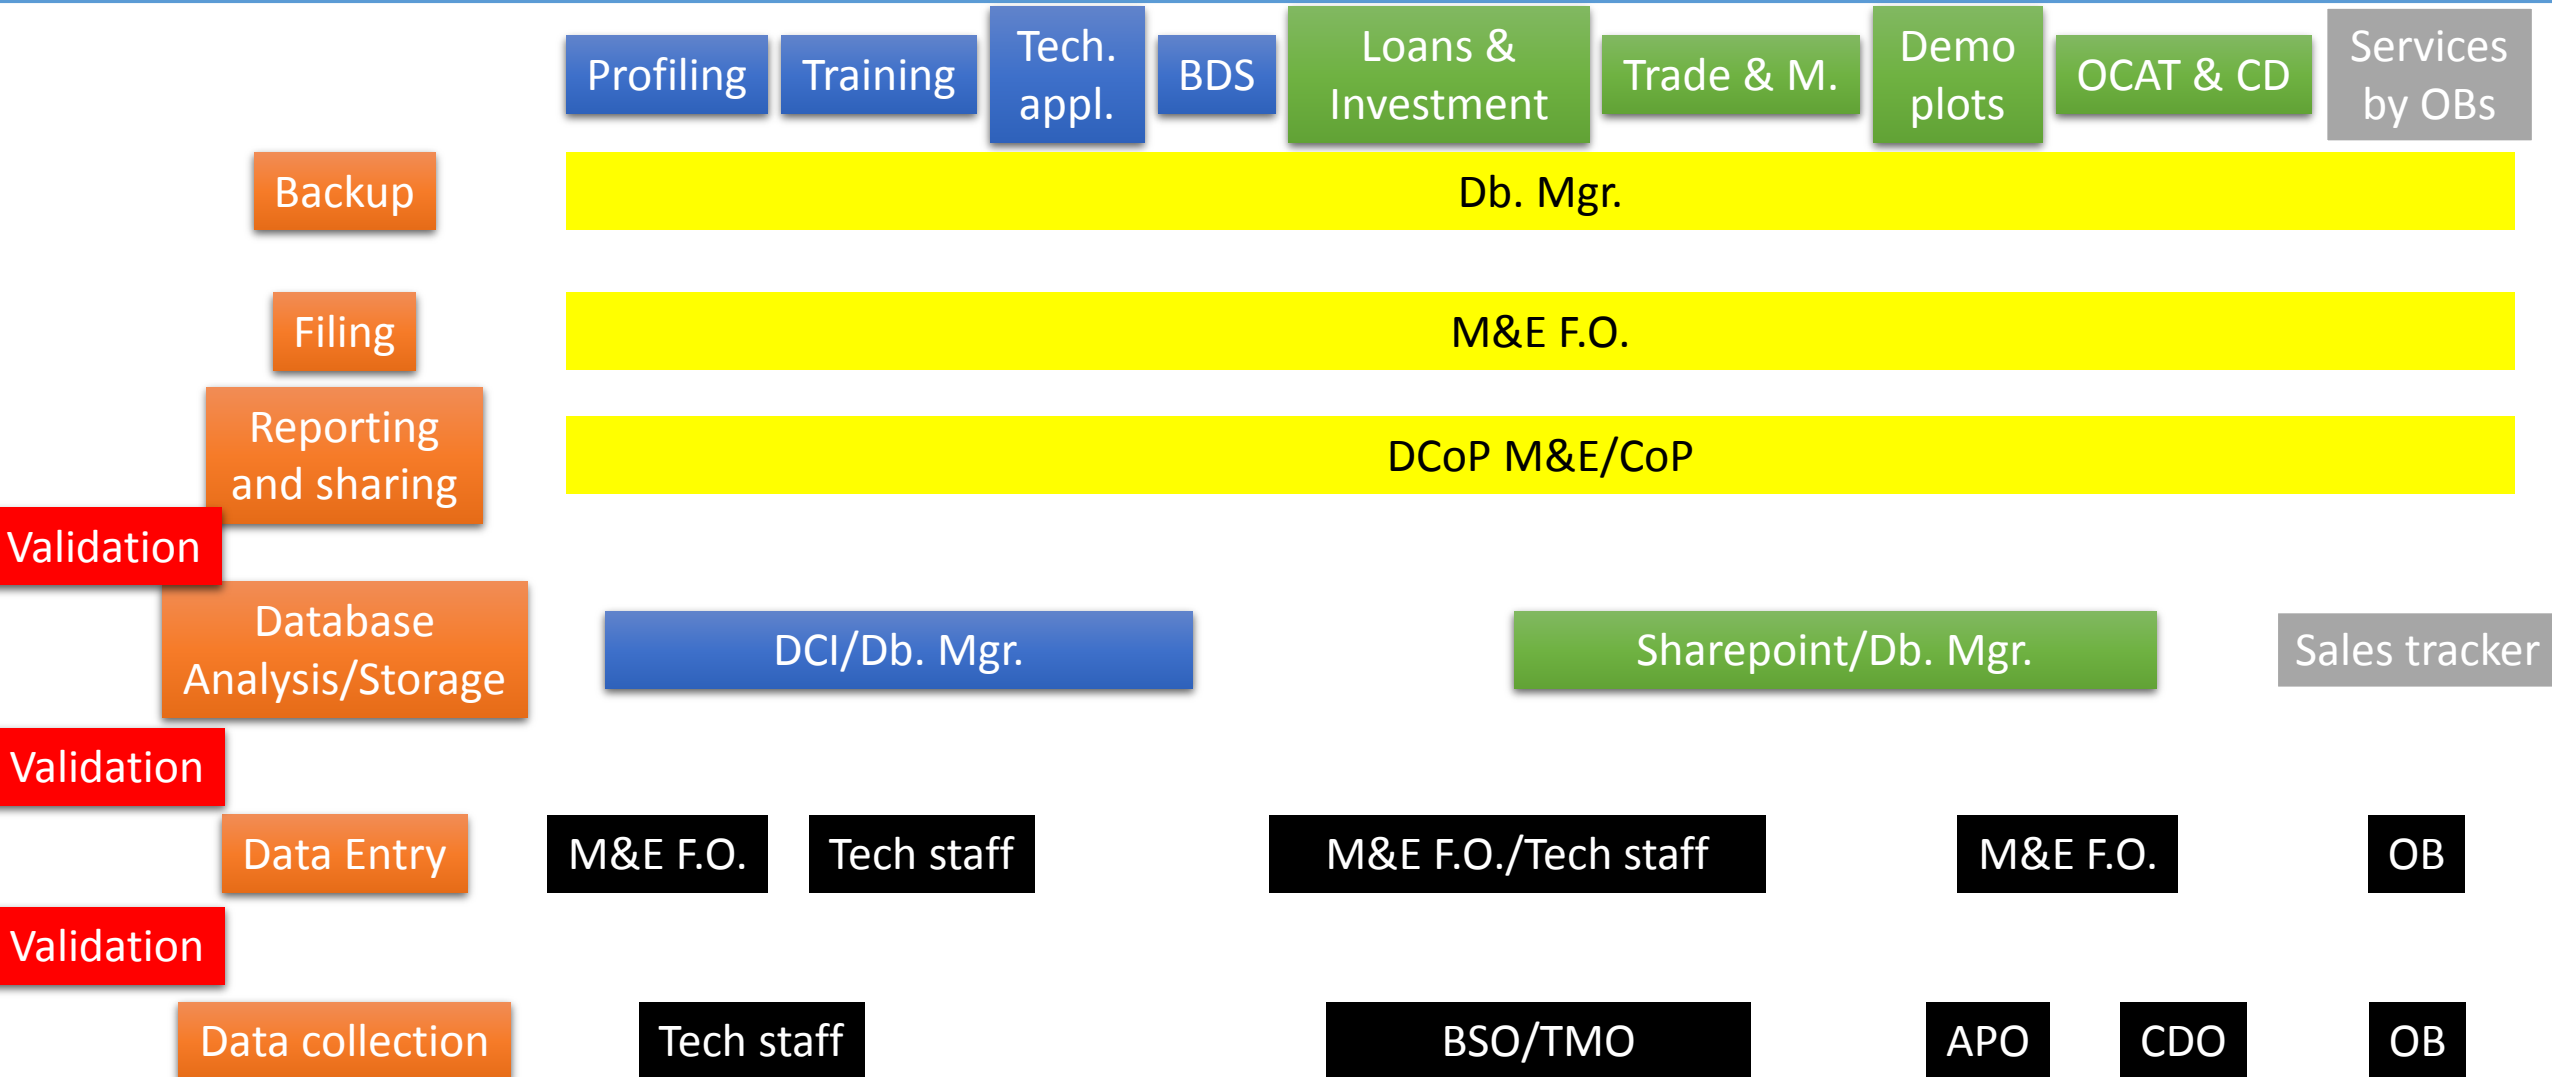 Profiling
Training
Tech.
appl.
BDS
Loans &
Investment
Trade & M.
Demo
plots
OCAT & CD
Services
by OBs
Backup
Db. Mgr.
Filing
M&E F.O.
Reporting
and sharing
DCoP M&E/CoP
Validation
Database
Analysis/Storage
DCI/Db. Mgr.
Sharepoint/Db. Mgr.
Sales tracker
Validation
Data Entry
M&E F.O.
Tech staff
M&E F.O./Tech staff
M&E F.O.
OB
Validation
Data collection
Tech staff
BSO/TMO
APO
CDO
OB